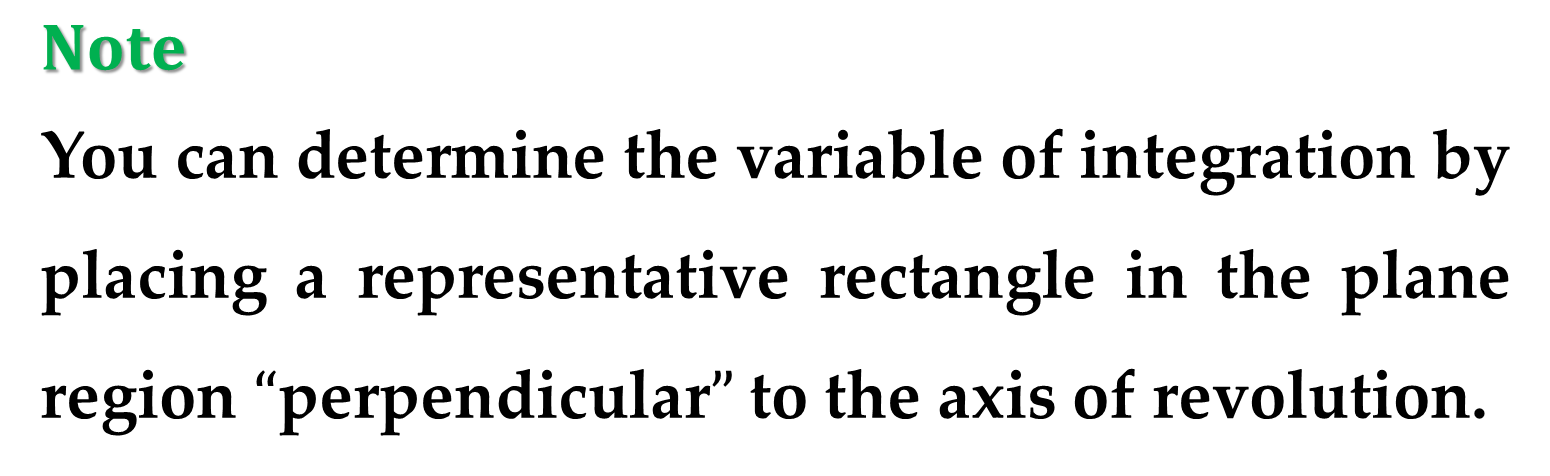 Note
You can determine the variable of integration by
placing a representative rectangle in the plane
region “perpendicular” to the axis of revolution.